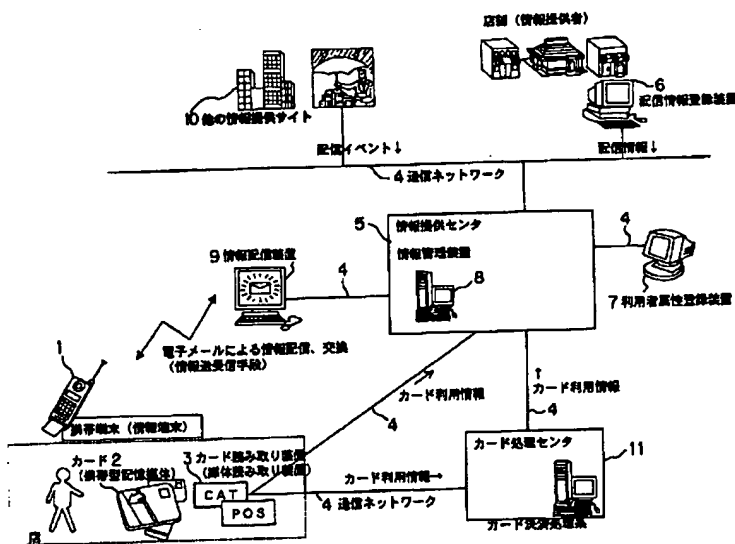 店舗（情報提供者）
6
配信情報登録装置
10 他の情報提供サイト
配信イベント↓
配信情報↓
4 通信ネットワーク
5
情報提供センタ
情報管理装置
8
4
7 利用者属性登録装置
9 情報配信装置
4
電子メールによる情報配信、交換
（情報送受信手段）
1
携帯端末（情報端末）
カード利用情報
4
↑
カード利用情報
4
カード 2
（携帯型記憶媒体）
3 カード読み取り装置
（媒体読み取り装置）
CAT
POS
カード利用情報→
4 通信ネットワーク
カード処理センタ
11
カード決済処理系
店